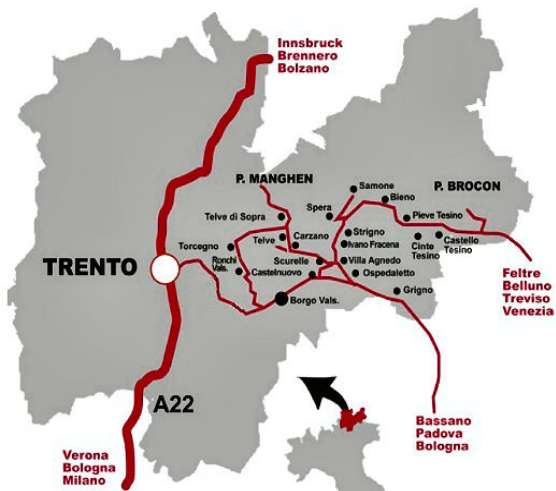 Innsbruck
Brennero
Bolzano
P. MANGHEN
Samone
Bieno
P. BROCON
Telve di Sopra
Spera
Pieve Tesino
Torcegno
Telve
Carzano
Strigno
Ivano Fracena
Cinte
Tesino
Castello
Tesino
TRENTO
Ronchi
Vals.
Scurelle
Villa Agnedo
Castelnuovo
Ospedaletto
Feltre
Belluno
Treviso
Venezia
Borgo Vals.
Grigno
A22
Bassano
Padova
Bologna
Verona
Bologna
Milano